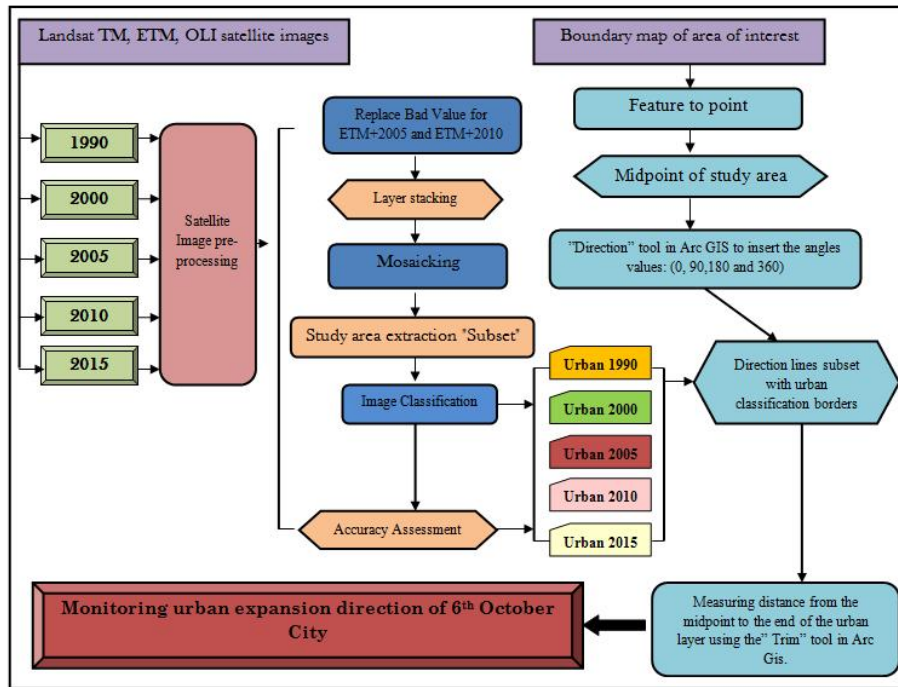 Landsat TM, ETM, OLI satellite images
Boundary map of area of interest
1990
2000
2005
2010
2015
Satellite
Image pre-
processing
Replace Bad Value for
ETM+2005 and ETM+2010
Layer stacking
Mosaicking
Study area extraction "Subset"
Image Classification
Accuracy Assessment
Urban 1990
Urban 2000
Urban 2005
Urban 2010
Urban 2015
Feature to point
Midpoint of study area
"Direction" tool in Arc GIS to insert the angles
values: (0, 90,180 and 360)
Direction lines subset
with urban
classification borders
Measuring distance from the
midpoint to the end of the urban
layer using the" Trim" tool in Arc
Gis.
Monitoring urban expansion direction of 6th October
City